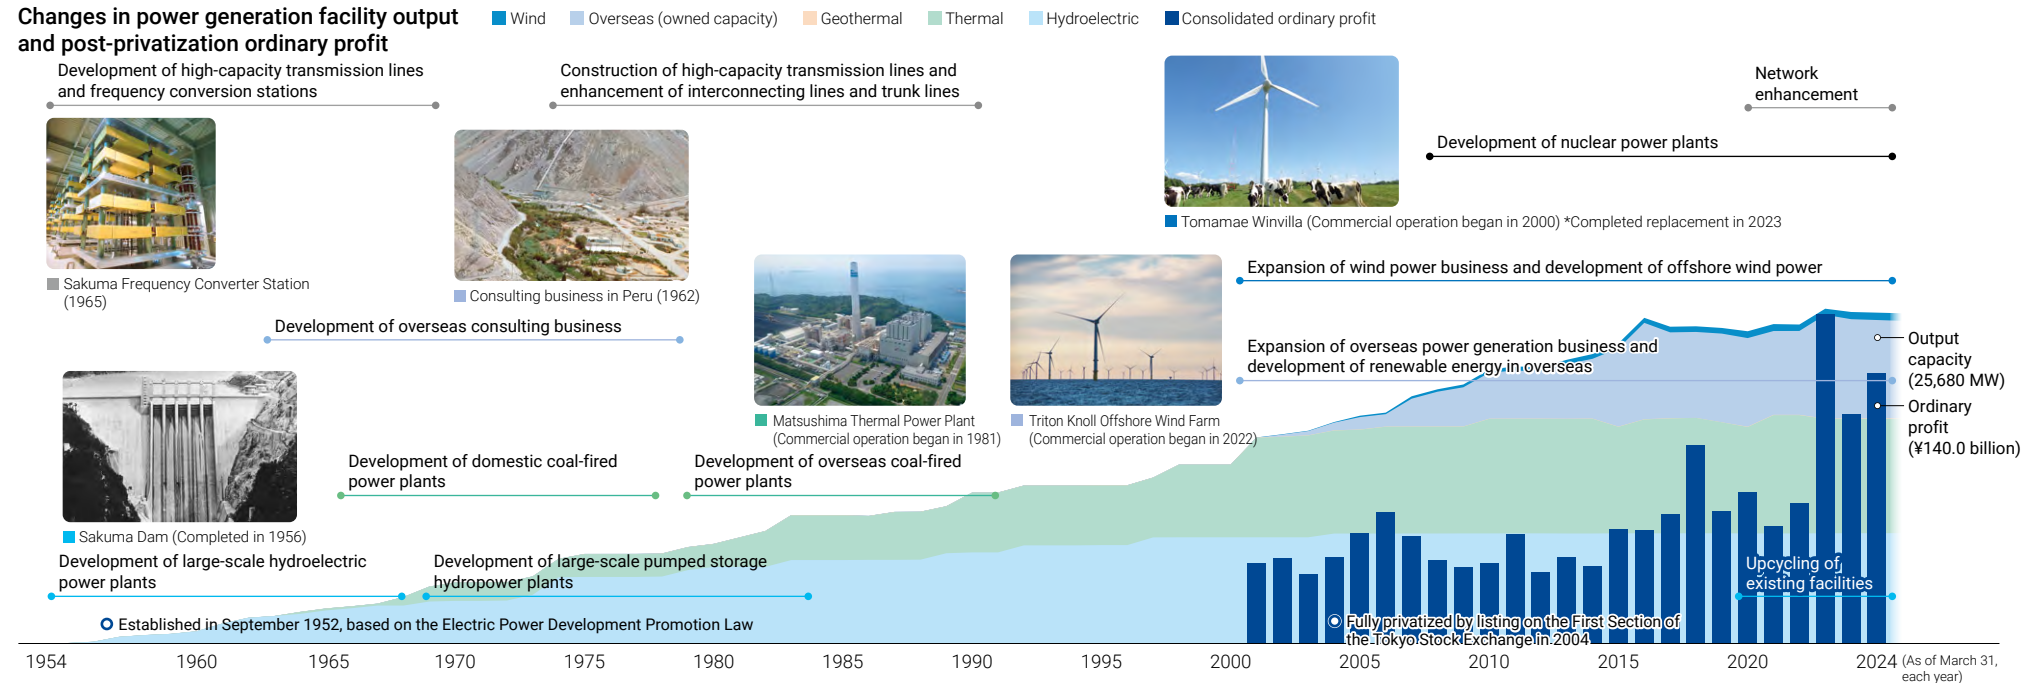 Changes in power generation facility output
and post-privatization ordinary profit
Wind
Overseas (owned capacity)
Geothermal
Thermal
Hydroelectric
Consolidated ordinary profit
Development of high-capacity transmission lines
and frequency conversion stations
Construction of high-capacity transmission lines and
enhancement of interconnecting lines and trunk lines
Network
enhancement
Development of nuclear power plants
Sakuma Frequency Converter Station
(1965)
Consulting business in Peru (1962)
Tomamae Winvilla (Commercial operation began in 2000) *Completed replacement in 2023
Expansion of wind power business and development of offshore wind power
Development of overseas consulting business
Expansion of overseas power generation business and
development of renewable energy in overseas
Output
capacity
(25,680 MW)
Ordinary
profit
(¥140.0 billion)
Matsushima Thermal Power Plant
(Commercial operation began in 1981)
Triton Knoll Offshore Wind Farm
(Commercial operation began in 2022)
Development of domestic coal-fired
power plants
Development of overseas coal-fired
power plants
Sakuma Dam (Completed in 1956)
Development of large-scale hydroelectric
power plants
Development of large-scale pumped storage
hydropower plants
Upcycling of
existing facilities
Established in September 1952, based on the Electric Power Development Promotion Law
Fully privatized by listing on the First Section of
the Tokyo Stock Exchange in 2004
1954 1960 1965 1970 1975 1980 1985 1990 1995 2000 2005 2010 2015 2020 2024 (As of March 31,
each year)